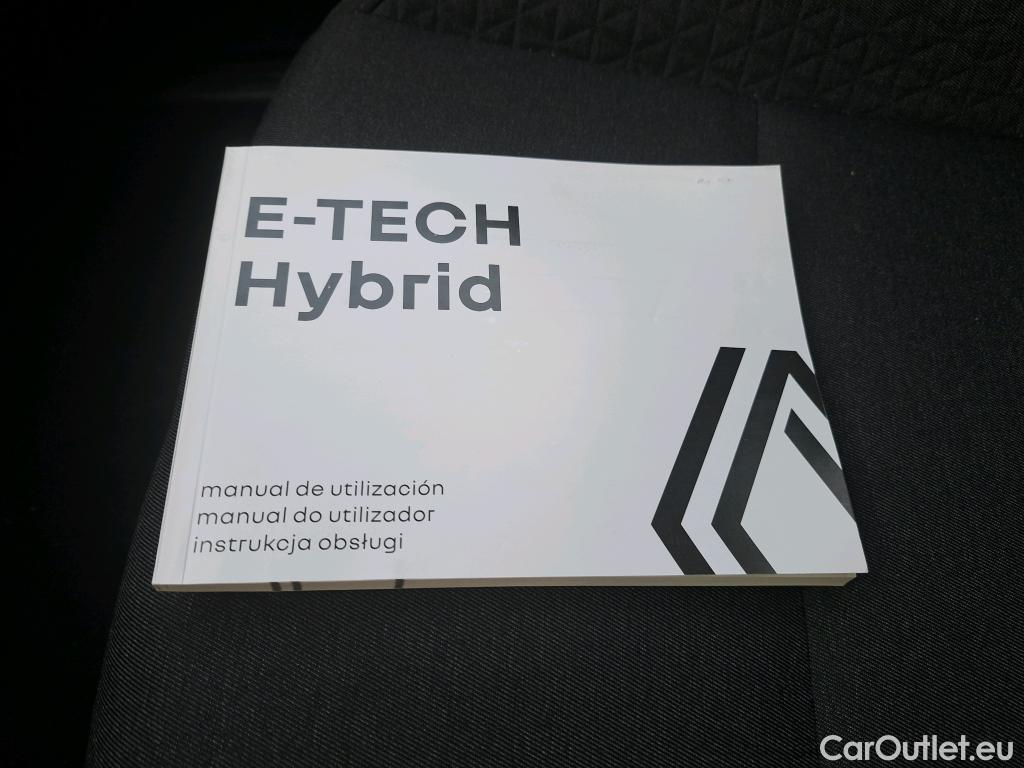 E-TECH
Hybrid
manual de utilización
manual do utilizador
instrukcja obsługi
CarOutlet.eu